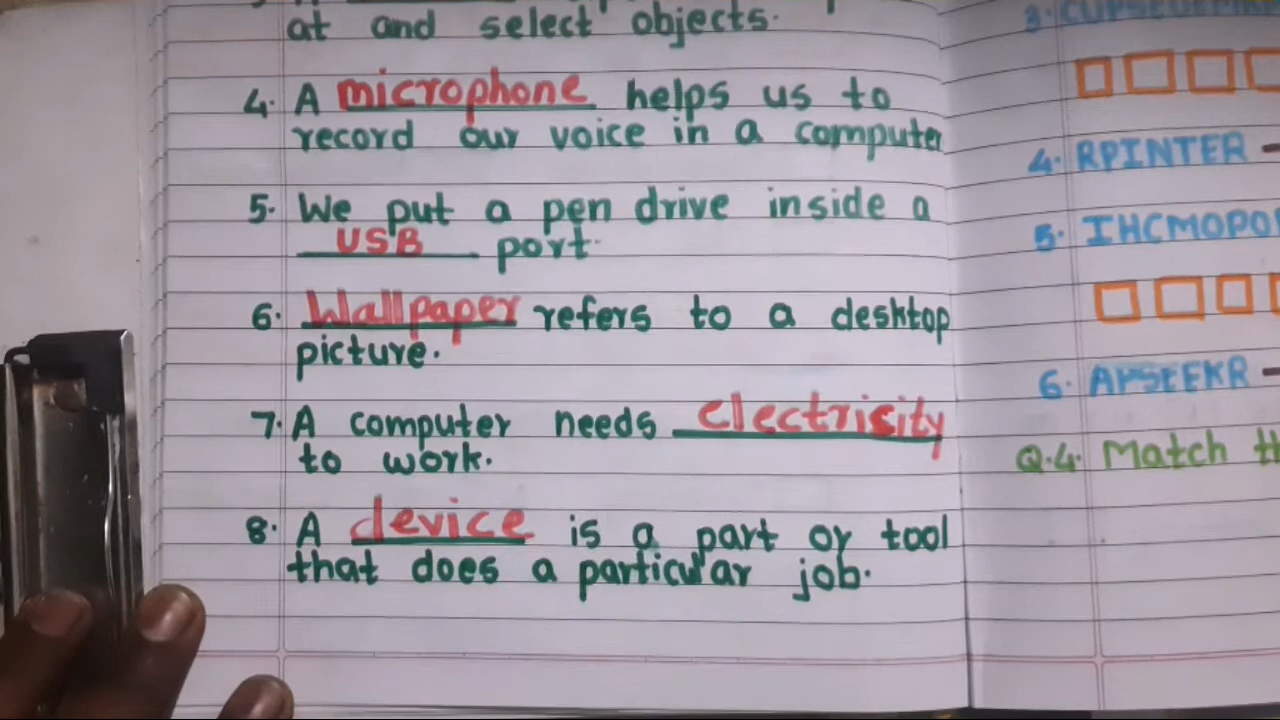 at and select objects.
4. A microphone helps us to
record our voice in a computer
5. We put a pen drive inside a
USB port.
6. Wallpaper refers to a desktop
picture.
7. A computer needs electricity
to work.
8. A device is a part or tool
that does a particular job.
4. RPINTER -
5. IHCMOPO
6. APSEEKR -
Q.4. Match th